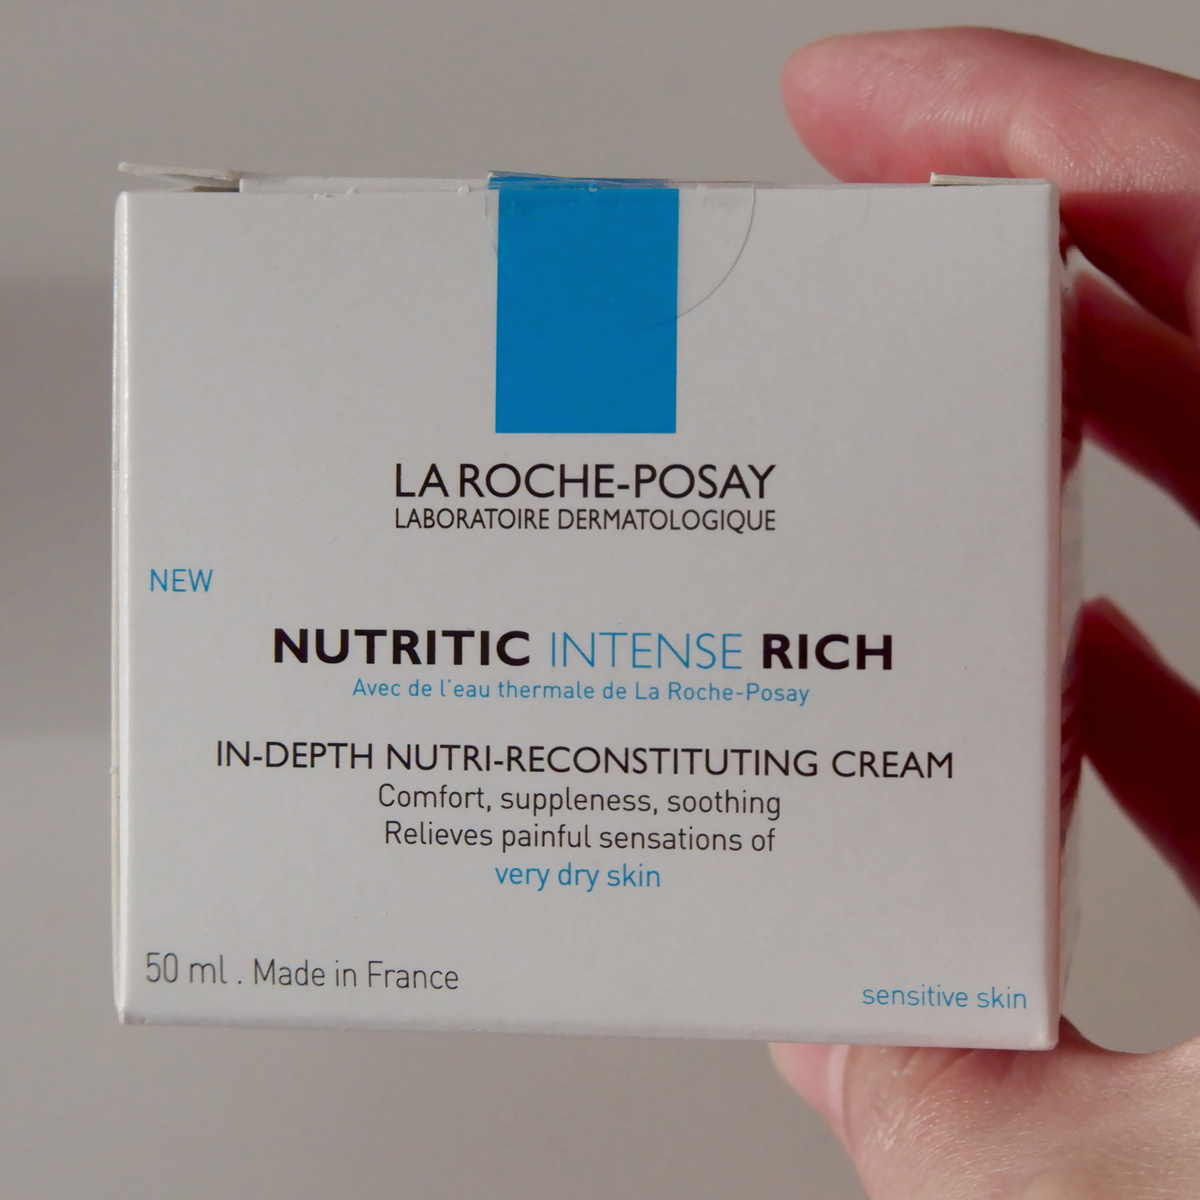 LA ROCHE-POSAY
LABORATOIRE DERMATOLOGIQUE
NEW
NUTRITIC INTENSE RICH
Avec de l'eau thermale de La Roche-Posay
IN-DEPTH NUTRI-RECONSTITUTING CREAM
Comfort, suppleness, soothing
Relieves painful sensations of
very dry skin
50 ml . Made in France
sensitive skin